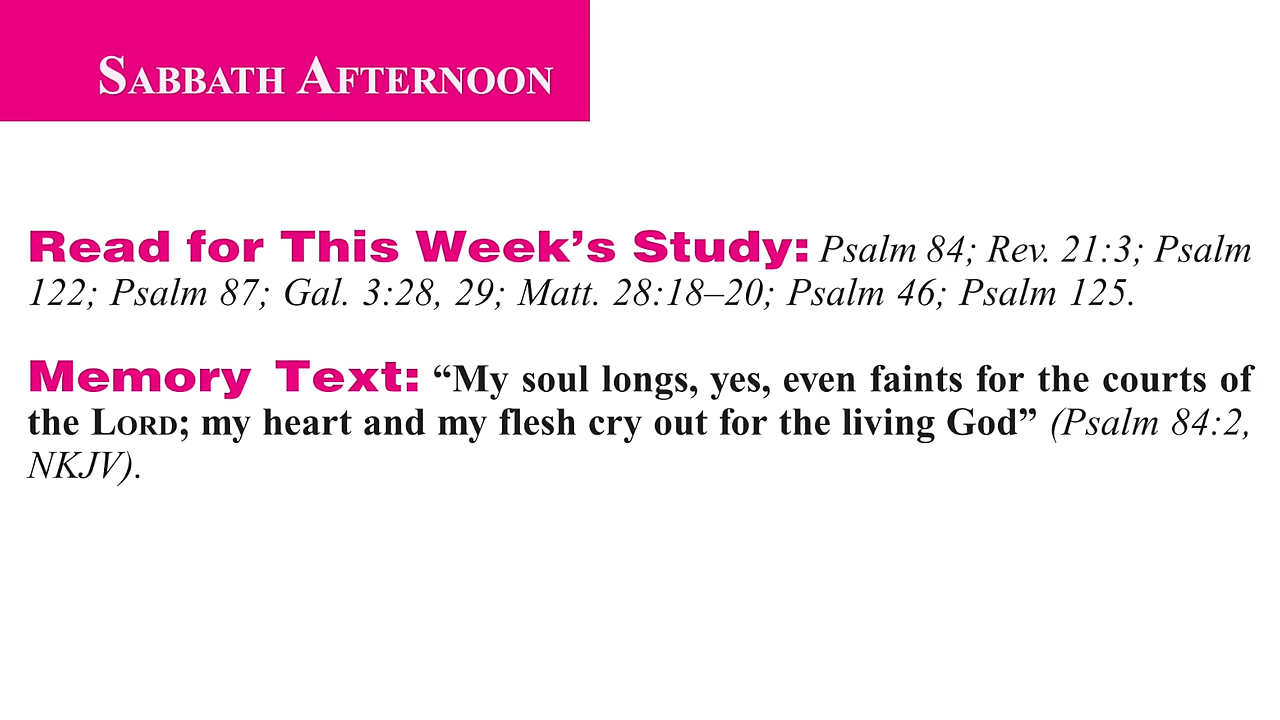 SABBATH AFTERNOON
Read for This Week’s Study: Psalm 84; Rev. 21:3; Psalm
122; Psalm 87; Gal. 3:28, 29; Matt. 28:18–20; Psalm 46; Psalm 125.
Memory Text: “My soul longs, yes, even faints for the courts of
the LORD; my heart and my flesh cry out for the living God” (Psalm 84:2,
NKJV).